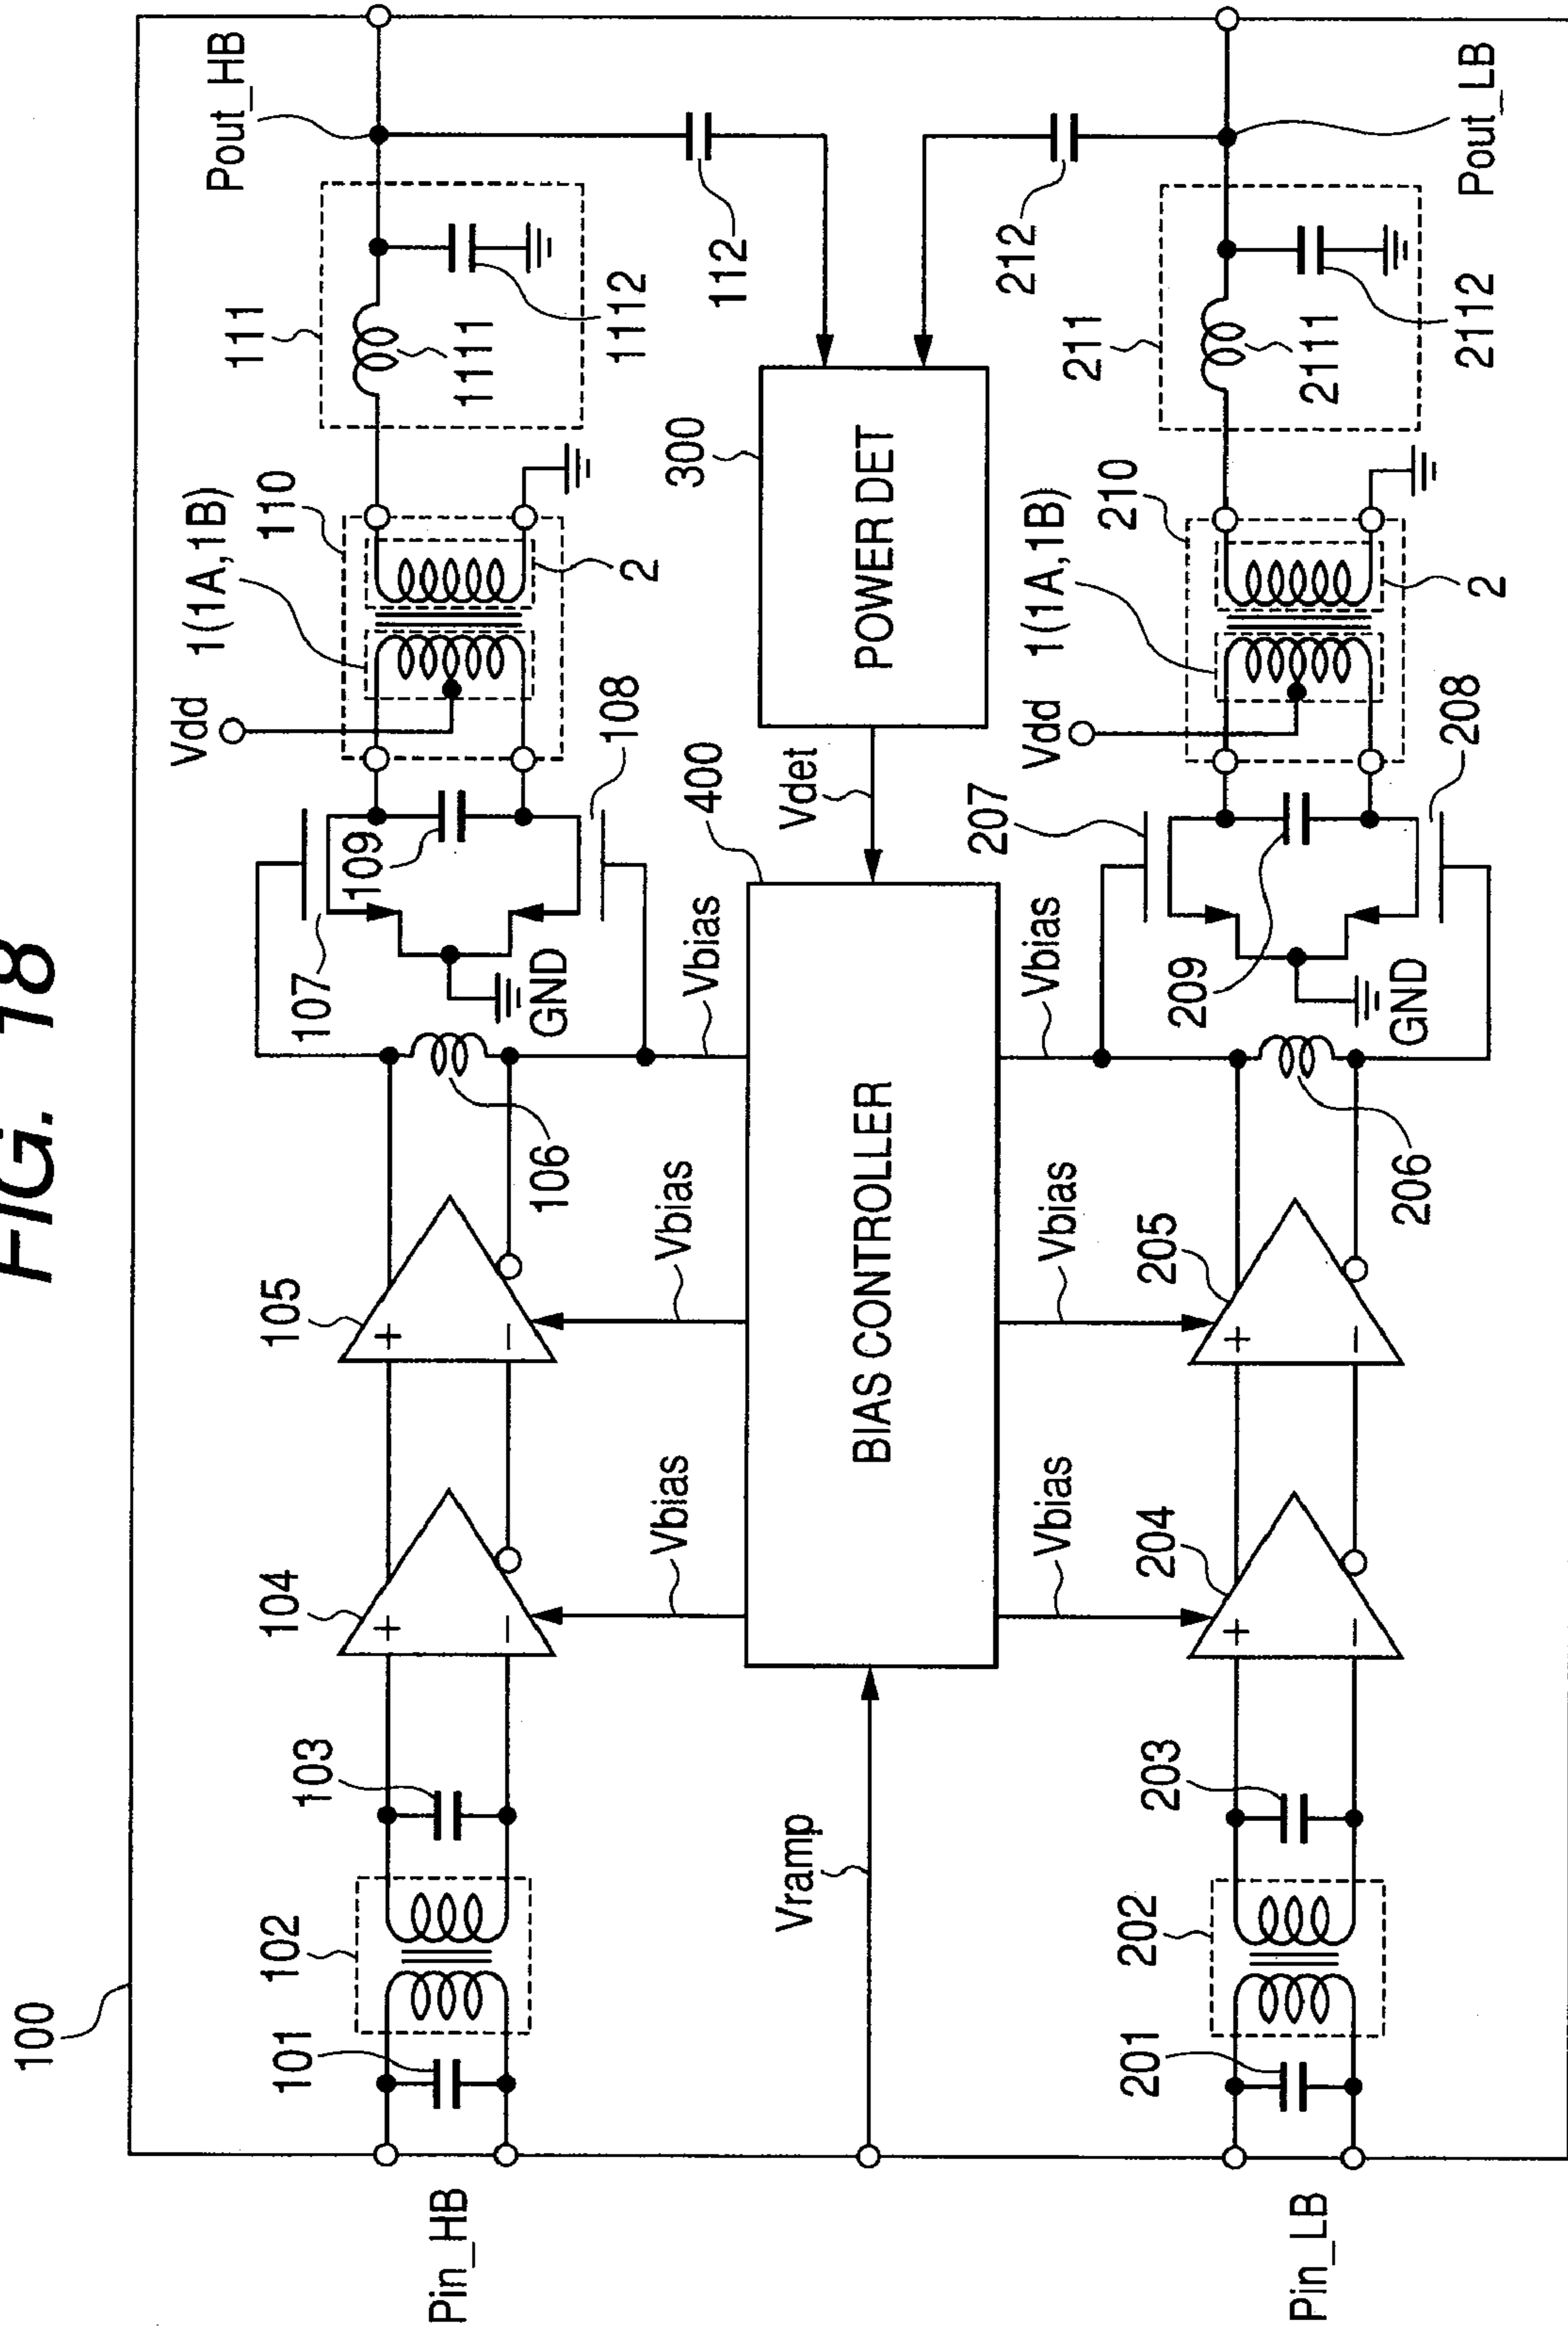 FIG. 18
100
Pin_HB
101
102
103
104
+
−
105
+
−
106
107
GND
109
108
Vdd
1(1A,1B)
110
2
111
1111
1112
Pout_HB
112
Vbias
Vbias
Vbias
Vramp
BIAS CONTROLLER
400
Vdet
POWER DET
300
212
Vbias
Vbias
Vbias
Pin_LB
201
202
203
204
+
−
205
+
−
206
207
GND
209
208
Vdd
1(1A,1B)
210
2
211
2111
2112
Pout_LB